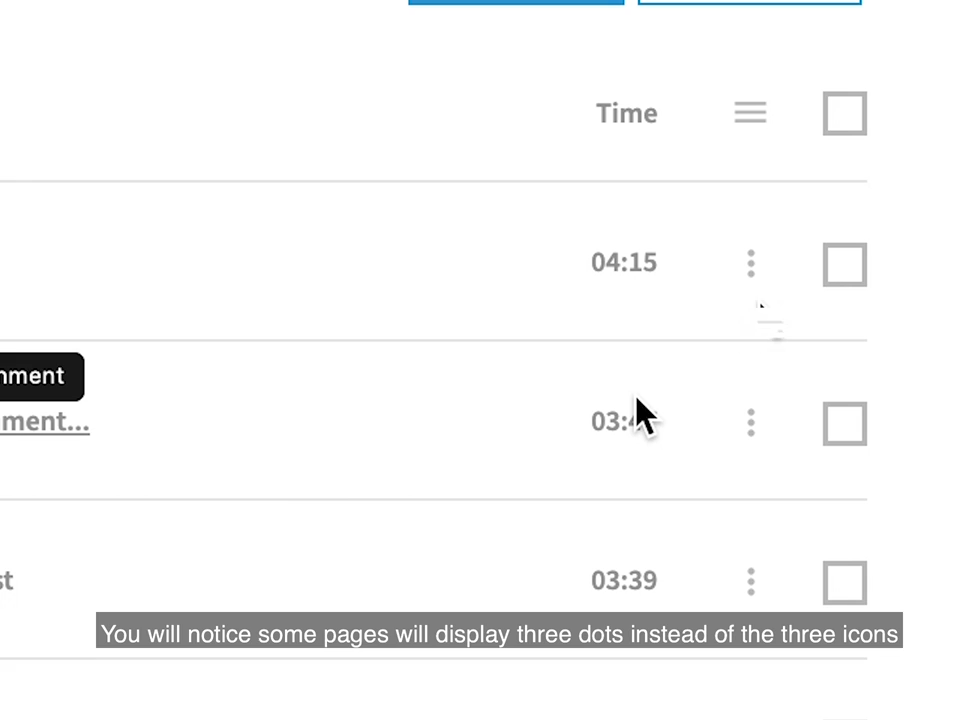 Time
04:15
nment
ment...
03:4
st
03:39
You will notice some pages will display three dots instead of the three icons